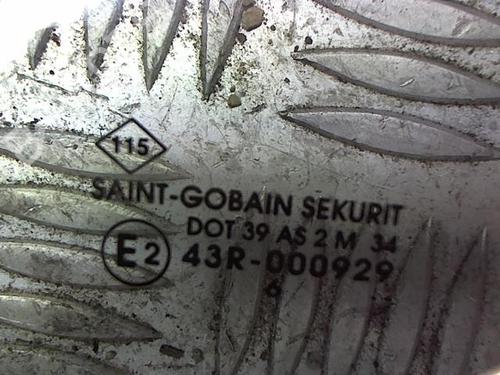 115
SAINT-GOBAIN SEKURIT
DOT 39 AS 2 M 34
E2 43R-000929
6